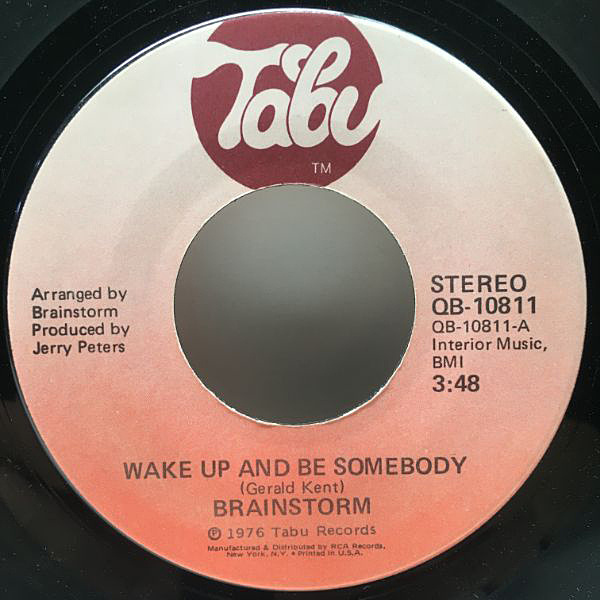 Tabu
TM
Arranged by
Brainstorm
Produced by
Jerry Peters
STEREO
QB-10811
QB-10811-A
Interior Music,
BMI
3:48
WAKE UP AND BE SOMEBODY
(Gerald Kent)
BRAINSTORM
℗ 1976 Tabu Records
Manufactured & Distributed by RCA Records,
New York, N.Y. • Printed in U.S.A.